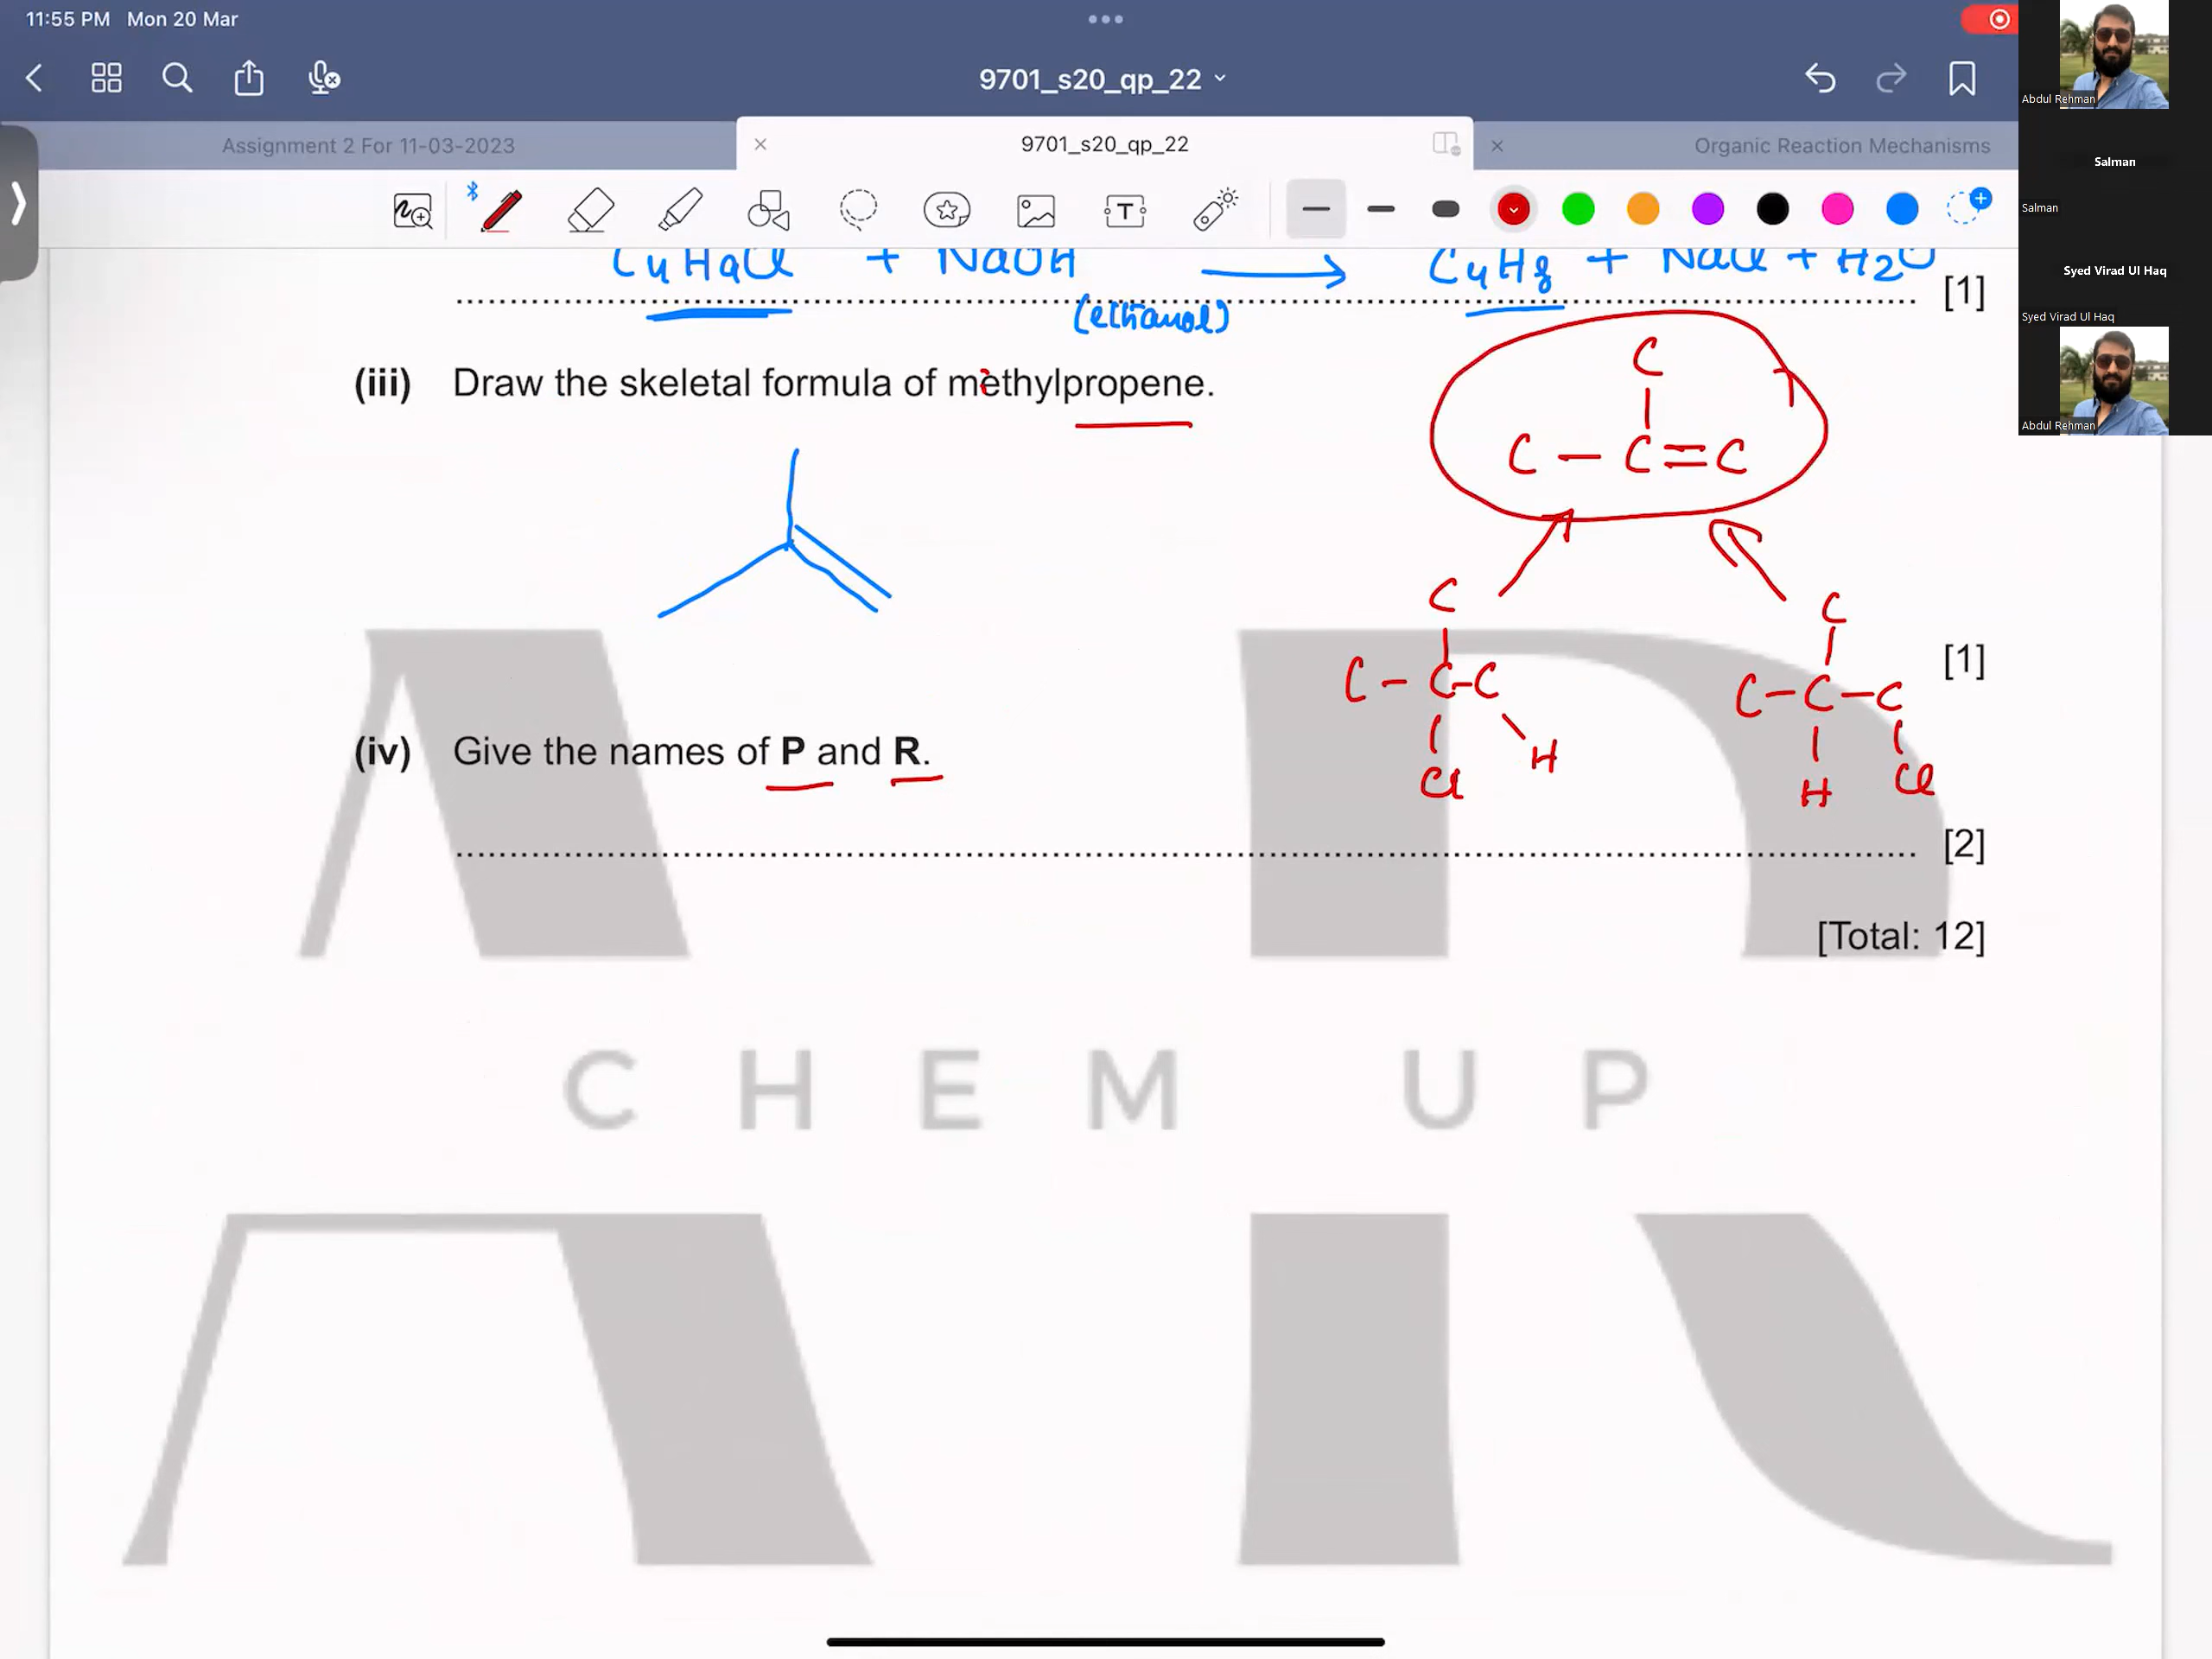 11:55 PM Mon 20 Mar
9701_s20_qp_22
Assignment 2 For 11-03-2023
9701_s20_qp_22
Organic Reaction Mechanisms
Abdul Rehman
Salman
Salman
Syed Virad Ul Haq
Syed Virad Ul Haq
Abdul Rehman
C4H9Cl + NaOH → C4H8 + NaCl + H2O
[1]
(ethanol)
(iii) Draw the skeletal formula of methylpropene.
C
C – C = C
C
C – C – C
Cl
H
C
C – C – C
H
Cl
[1]
(iv) Give the names of P and R.
[2]
[Total: 12]
CHEM UP